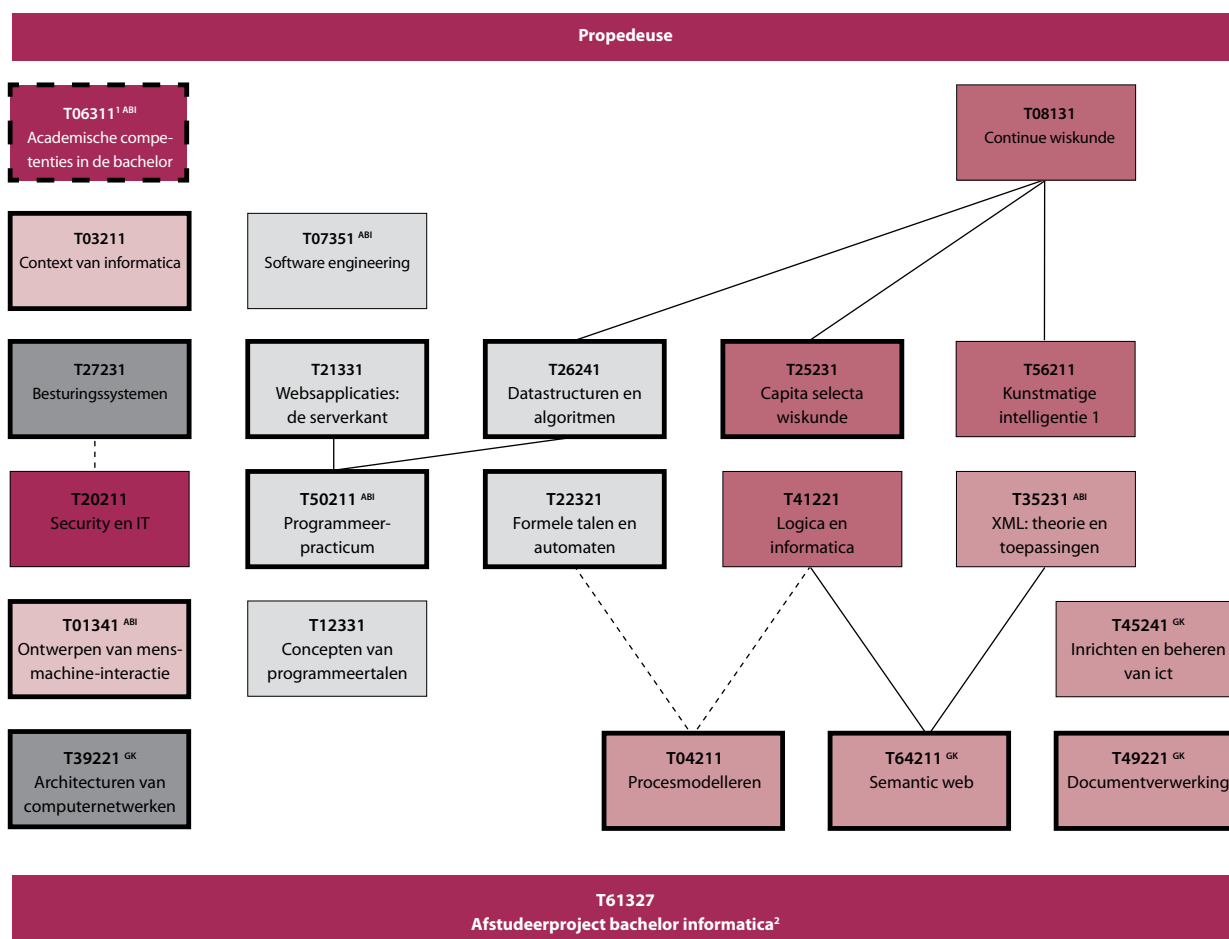 Propedeuse
T06311¹ ᴬᴮᴵ
Academische compe-
tenties in de bachelor
T08131
Continue wiskunde
T03211
Context van informatica
T07351 ᴬᴮᴵ
Software engineering
T27231
Besturingssystemen
T21331
Websapplicaties:
de serverkant
T26241
Datastructuren en
algoritmen
T25231
Capita selecta
wiskunde
T56211
Kunstmatige
intelligentie 1
T20211
Security en IT
T50211 ᴬᴮᴵ
Programmeer-
practicum
T22321
Formele talen en
automaten
T41221
Logica en
informatica
T35231 ᴬᴮᴵ
XML: theorie en
toepassingen
T01341 ᴬᴮᴵ
Ontwerpen van mens-
machine-interactie
T12331
Concepten van
programmeertalen
T45241 ᴳᴷ
Inrichten en beheren
van ict
T39221 ᴳᴷ
Architecturen van
computernetwerken
T04211
Procesmodelleren
T64211 ᴳᴷ
Semantic web
T49221 ᴳᴷ
Documentverwerking
T61327
Afstudeerproject bachelor informatica²